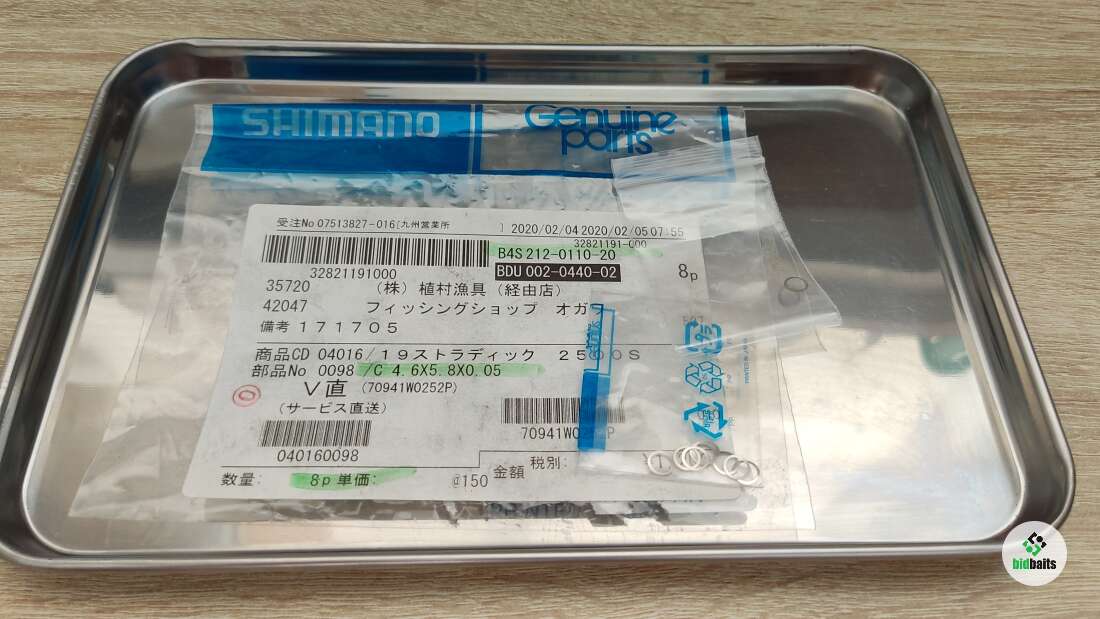 SHIMANO
Genuine parts
受注No 07513827-016[九州営業所 ] 2020/02/04 2020/02/05 07:55
32821191-000
B4S 212-0110-20
32821191000
BDU 002-0440-02
8p
35720 (株) 植村漁具 (経由店)
42047 フィッシングショップ オガ
備考 171705
商品CD 04016/19ストラディック 2500S
部品No 0098 /C 4.6X5.8X0.05
V直 (70941W0252P)
(サービス直送)
040160098
数量: 8p 単価: @150 金額 税別:
bidbaits